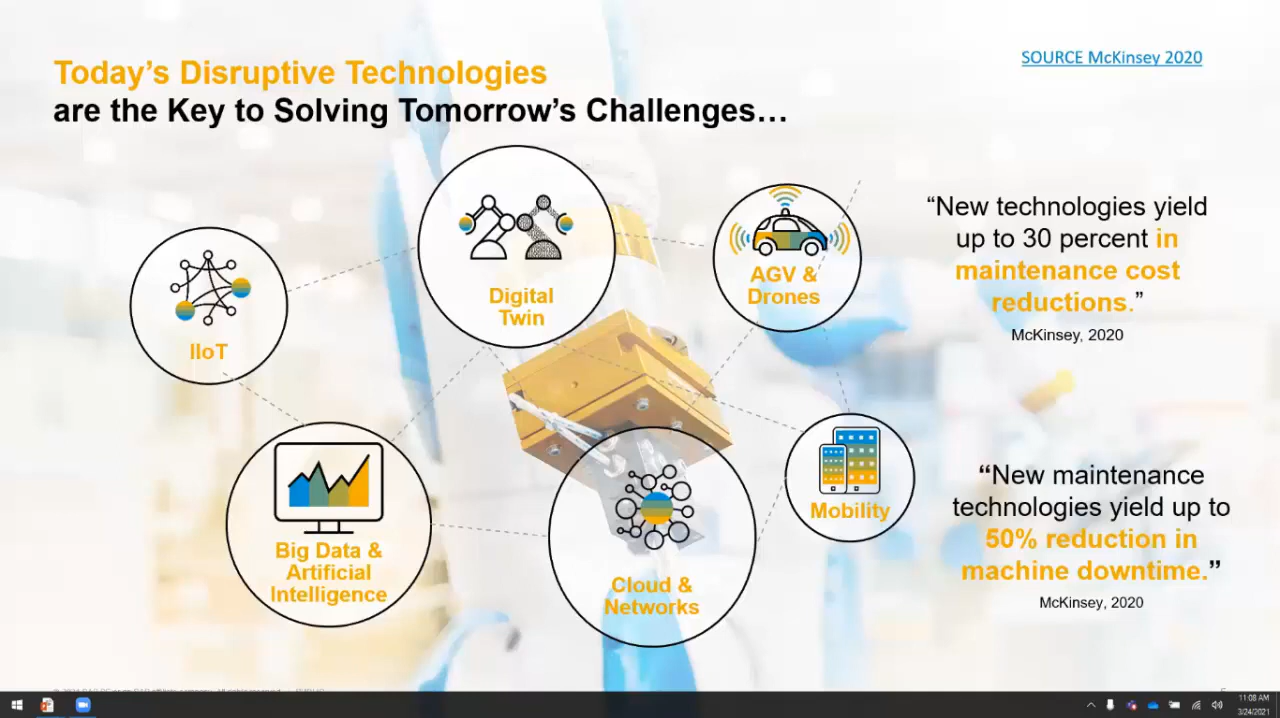 SOURCE McKinsey 2020
Today's Disruptive Technologies
are the Key to Solving Tomorrow's Challenges…
"New technologies yield
up to 30 percent in
maintenance cost
reductions."
McKinsey, 2020
AGV &
Drones
Digital
Twin
IIoT
"New maintenance
technologies yield up to
50% reduction in
machine downtime."
McKinsey, 2020
Mobility
Big Data &
Artificial
Intelligence
Cloud &
Networks
11:08 AM
3/24/2021